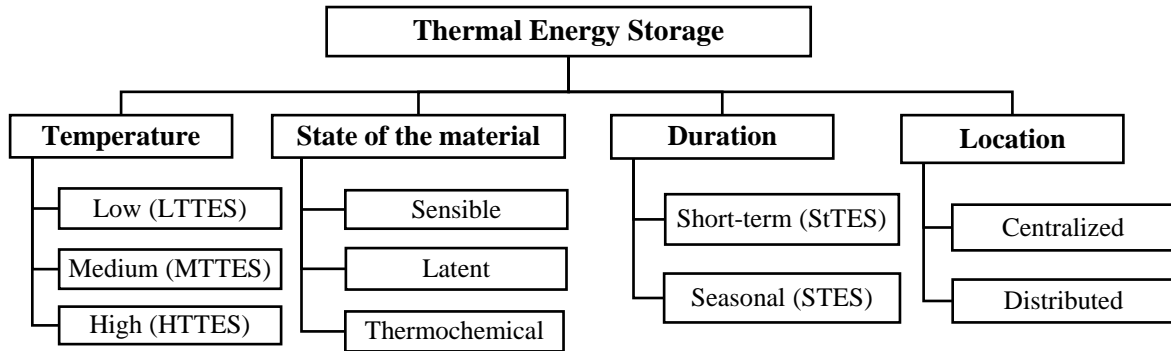 Thermal Energy Storage
Temperature
Low (LTTES)
Medium (MTTES)
High (HTTES)
State of the material
Sensible
Latent
Thermochemical
Duration
Short-term (StTES)
Seasonal (STES)
Location
Centralized
Distributed